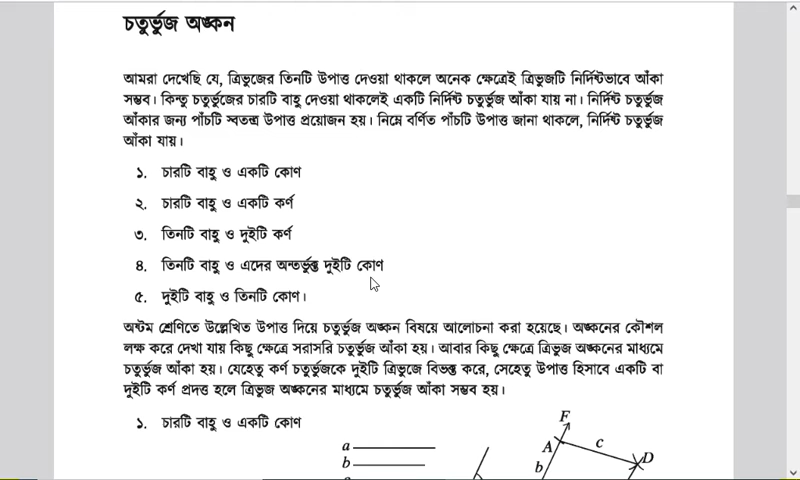 চতুর্ভুজ অঙ্কন
আমরা দেখেছি যে, ত্রিভুজের তিনটি উপাত্ত দেওয়া থাকলে অনেক ক্ষেত্রেই ত্রিভুজটি নির্দিষ্টভাবে আঁকা
সম্ভব। কিন্তু চতুর্ভুজের চারটি বাহু দেওয়া থাকলেই একটি নির্দিষ্ট চতুর্ভুজ আঁকা যায় না। নির্দিষ্ট চতুর্ভুজ
আঁকার জন্য পাঁচটি স্বতন্ত্র উপাত্ত প্রয়োজন হয়। নিম্নে বর্ণিত পাঁচটি উপাত্ত জানা থাকলে, নির্দিষ্ট চতুর্ভুজ
আঁকা যায়।
১. চারটি বাহু ও একটি কোণ
২. চারটি বাহু ও একটি কর্ণ
৩. তিনটি বাহু ও দুইটি কর্ণ
৪. তিনটি বাহু ও এদের অন্তর্ভুক্ত দুইটি কোণ
৫. দুইটি বাহু ও তিনটি কোণ।
অষ্টম শ্রেণিতে উল্লেখিত উপাত্ত দিয়ে চতুর্ভুজ অঙ্কন বিষয়ে আলোচনা করা হয়েছে। অঙ্কনের কৌশল
লক্ষ করে দেখা যায় কিছু ক্ষেত্রে সরাসরি চতুর্ভুজ আঁকা হয়। আবার কিছু ক্ষেত্রে ত্রিভুজ অঙ্কনের মাধ্যমে
চতুর্ভুজ আঁকা হয়। যেহেতু কর্ণ চতুর্ভুজকে দুইটি ত্রিভুজে বিভক্ত করে, সেহেতু উপাত্ত হিসাবে একটি বা
দুইটি কর্ণ প্রদত্ত হলে ত্রিভুজ অঙ্কনের মাধ্যমে চতুর্ভুজ আঁকা সম্ভব হয়।
১. চারটি বাহু ও একটি কোণ
F
a
A
c
b
b
D